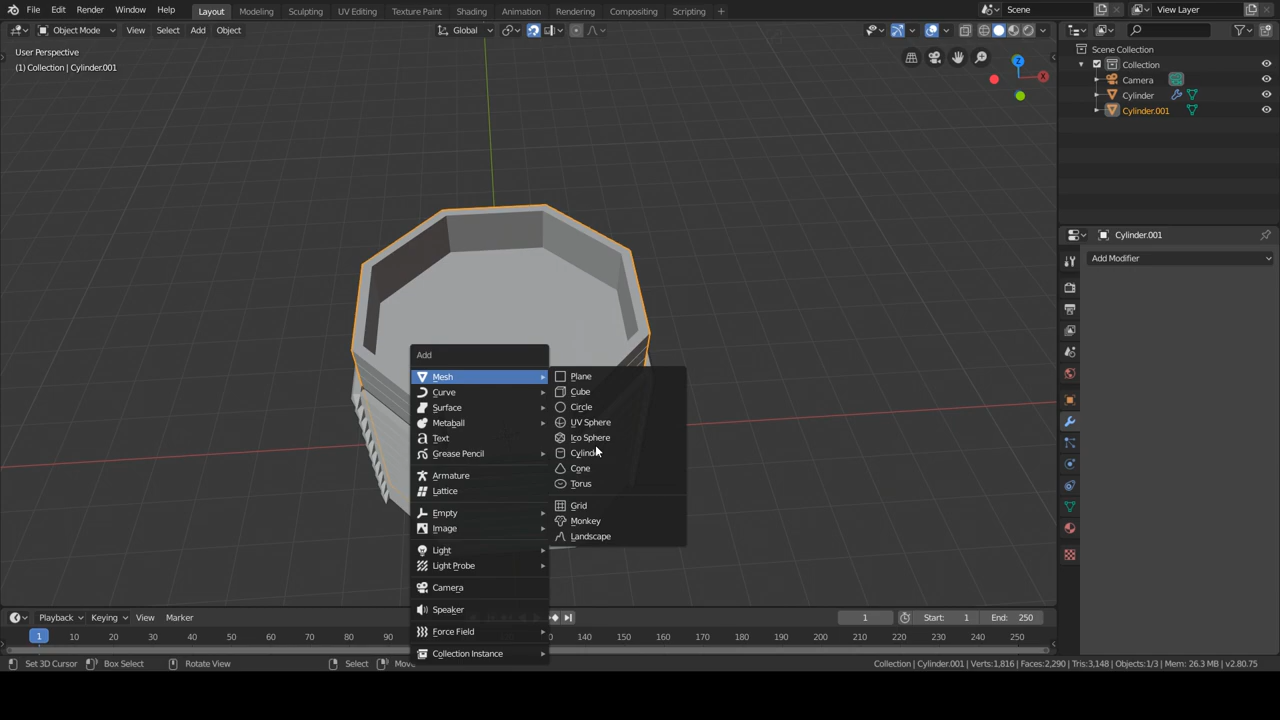 File Edit Render Window Help Layout Modeling Sculpting UV Editing Texture Paint Shading Animation Rendering Compositing Scripting + Scene View Layer
Object Mode View Select Add Object Global
User Perspective
(1) Collection | Cylinder.001
Z
X
Scene Collection
Collection
Camera
Cylinder
Cylinder.001
Cylinder.001
Add Modifier
Add
Mesh
Curve
Surface
Metaball
Text
Grease Pencil
Armature
Lattice
Empty
Image
Light
Light Probe
Camera
Speaker
Force Field
Collection Instance
Plane
Cube
Circle
UV Sphere
Ico Sphere
Cylinder
Cone
Torus
Grid
Monkey
Landscape
Playback Keying View Marker 1 Start: 1 End: 250
1 10 20 30 40 50 60 70 80 90 150 160 170 180 190 200 210 220 230 240 250
Set 3D Cursor Box Select Rotate View Select Move Collection | Cylinder.001 | Verts:1,816 | Faces:2,290 | Tris:3,148 | Objects:1/3 | Mem: 26.3 MB | v2.80.75